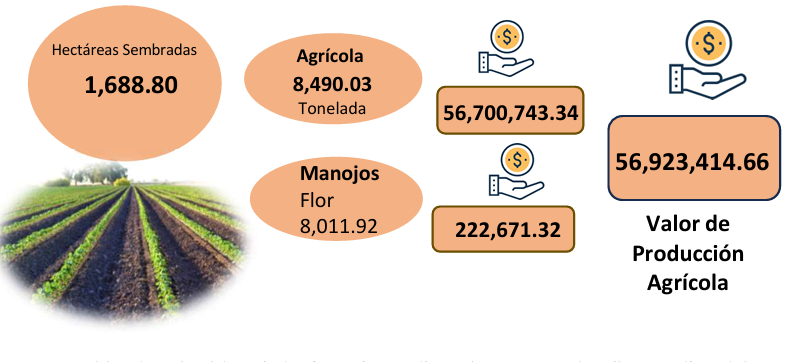 Hectáreas Sembradas
1,688.80
Agrícola
8,490.03
Tonelada
56,700,743.34
Manojos
Flor
8,011.92
222,671.32
56,923,414.66
Valor de
Producción
Agrícola